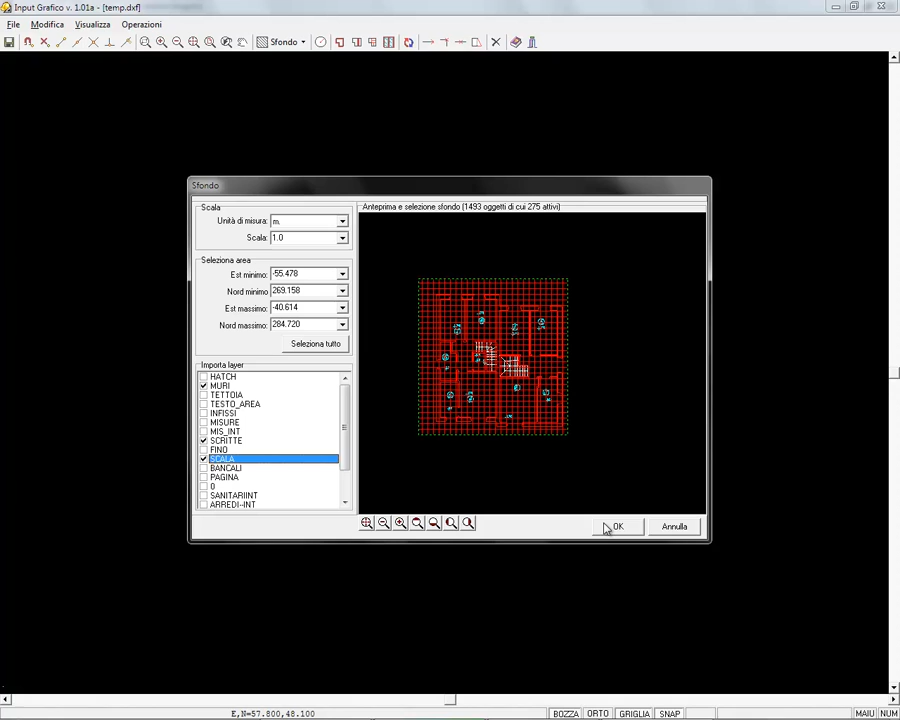 Input Grafico v. 1.01a - [temp.dxf]
File Modifica Visualizza Operazioni
Sfondo
Sfondo
Scala
Unità di misura: m.
Scala: 1.0
Seleziona area
Est minimo: -55.478
Nord minimo 269.158
Est massimo: -40.614
Nord massimo: 284.720
Seleziona tutto
Importa layer
HATCH
MURI
TETTOIA
TESTO_AREA
INFISSI
MISURE
MIS_INT
SCRITTE
FINO
SCALA
BANCALI
PAGINA
0
SANITARIINT
ARREDI--INT
Anteprima e selezione sfondo (1493 oggetti di cui 275 attivi)
OK Annulla
E,N=57.800,48.100 BOZZA ORTO GRIGLIA SNAP MAIU NUM